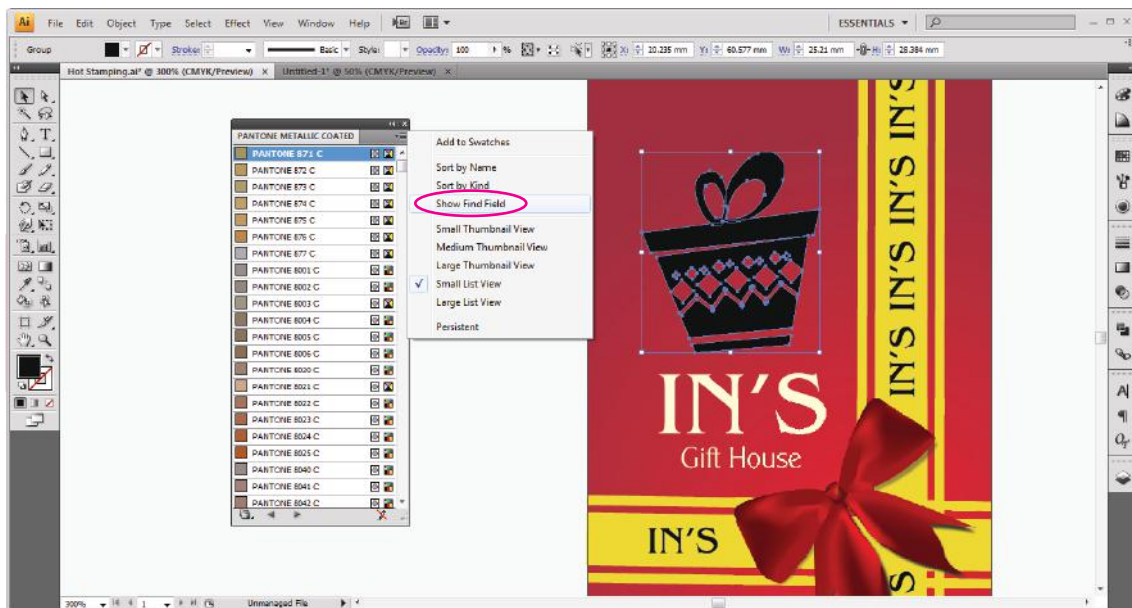 Ai File Edit Object Type Select Effect View Window Help Br ESSENTIALS
Group Stroke: Basic Style: Opacity: 100 % X: 20.235 mm Y: 60.577 mm W: 25.21 mm H: 28.384 mm
Hot Stamping.ai* @ 300% (CMYK/Preview) × Untitled-1* @ 50% (CMYK/Preview) ×
PANTONE METALLIC COATED
PANTONE 871 C
PANTONE 872 C
PANTONE 873 C
PANTONE 874 C
PANTONE 875 C
PANTONE 876 C
PANTONE 877 C
PANTONE 8001 C
PANTONE 8002 C
PANTONE 8003 C
PANTONE 8004 C
PANTONE 8005 C
PANTONE 8006 C
PANTONE 8020 C
PANTONE 8021 C
PANTONE 8022 C
PANTONE 8023 C
PANTONE 8024 C
PANTONE 8025 C
PANTONE 8040 C
PANTONE 8041 C
PANTONE 8042 C
Add to Swatches
Sort by Name
Sort by Kind
Show Find Field
Small Thumbnail View
Medium Thumbnail View
Large Thumbnail View
Small List View
Large List View
Persistent
IN'S
Gift House
IN'S IN'S IN'S IN'S
IN'S
300% 1 Unmanaged File